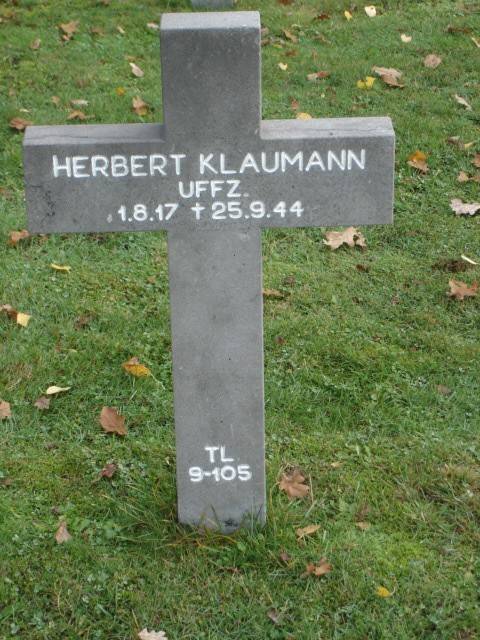 HERBERT KLAUMANN
UFFZ.
1.8.17 ✝ 25.9.44
TL
9-105